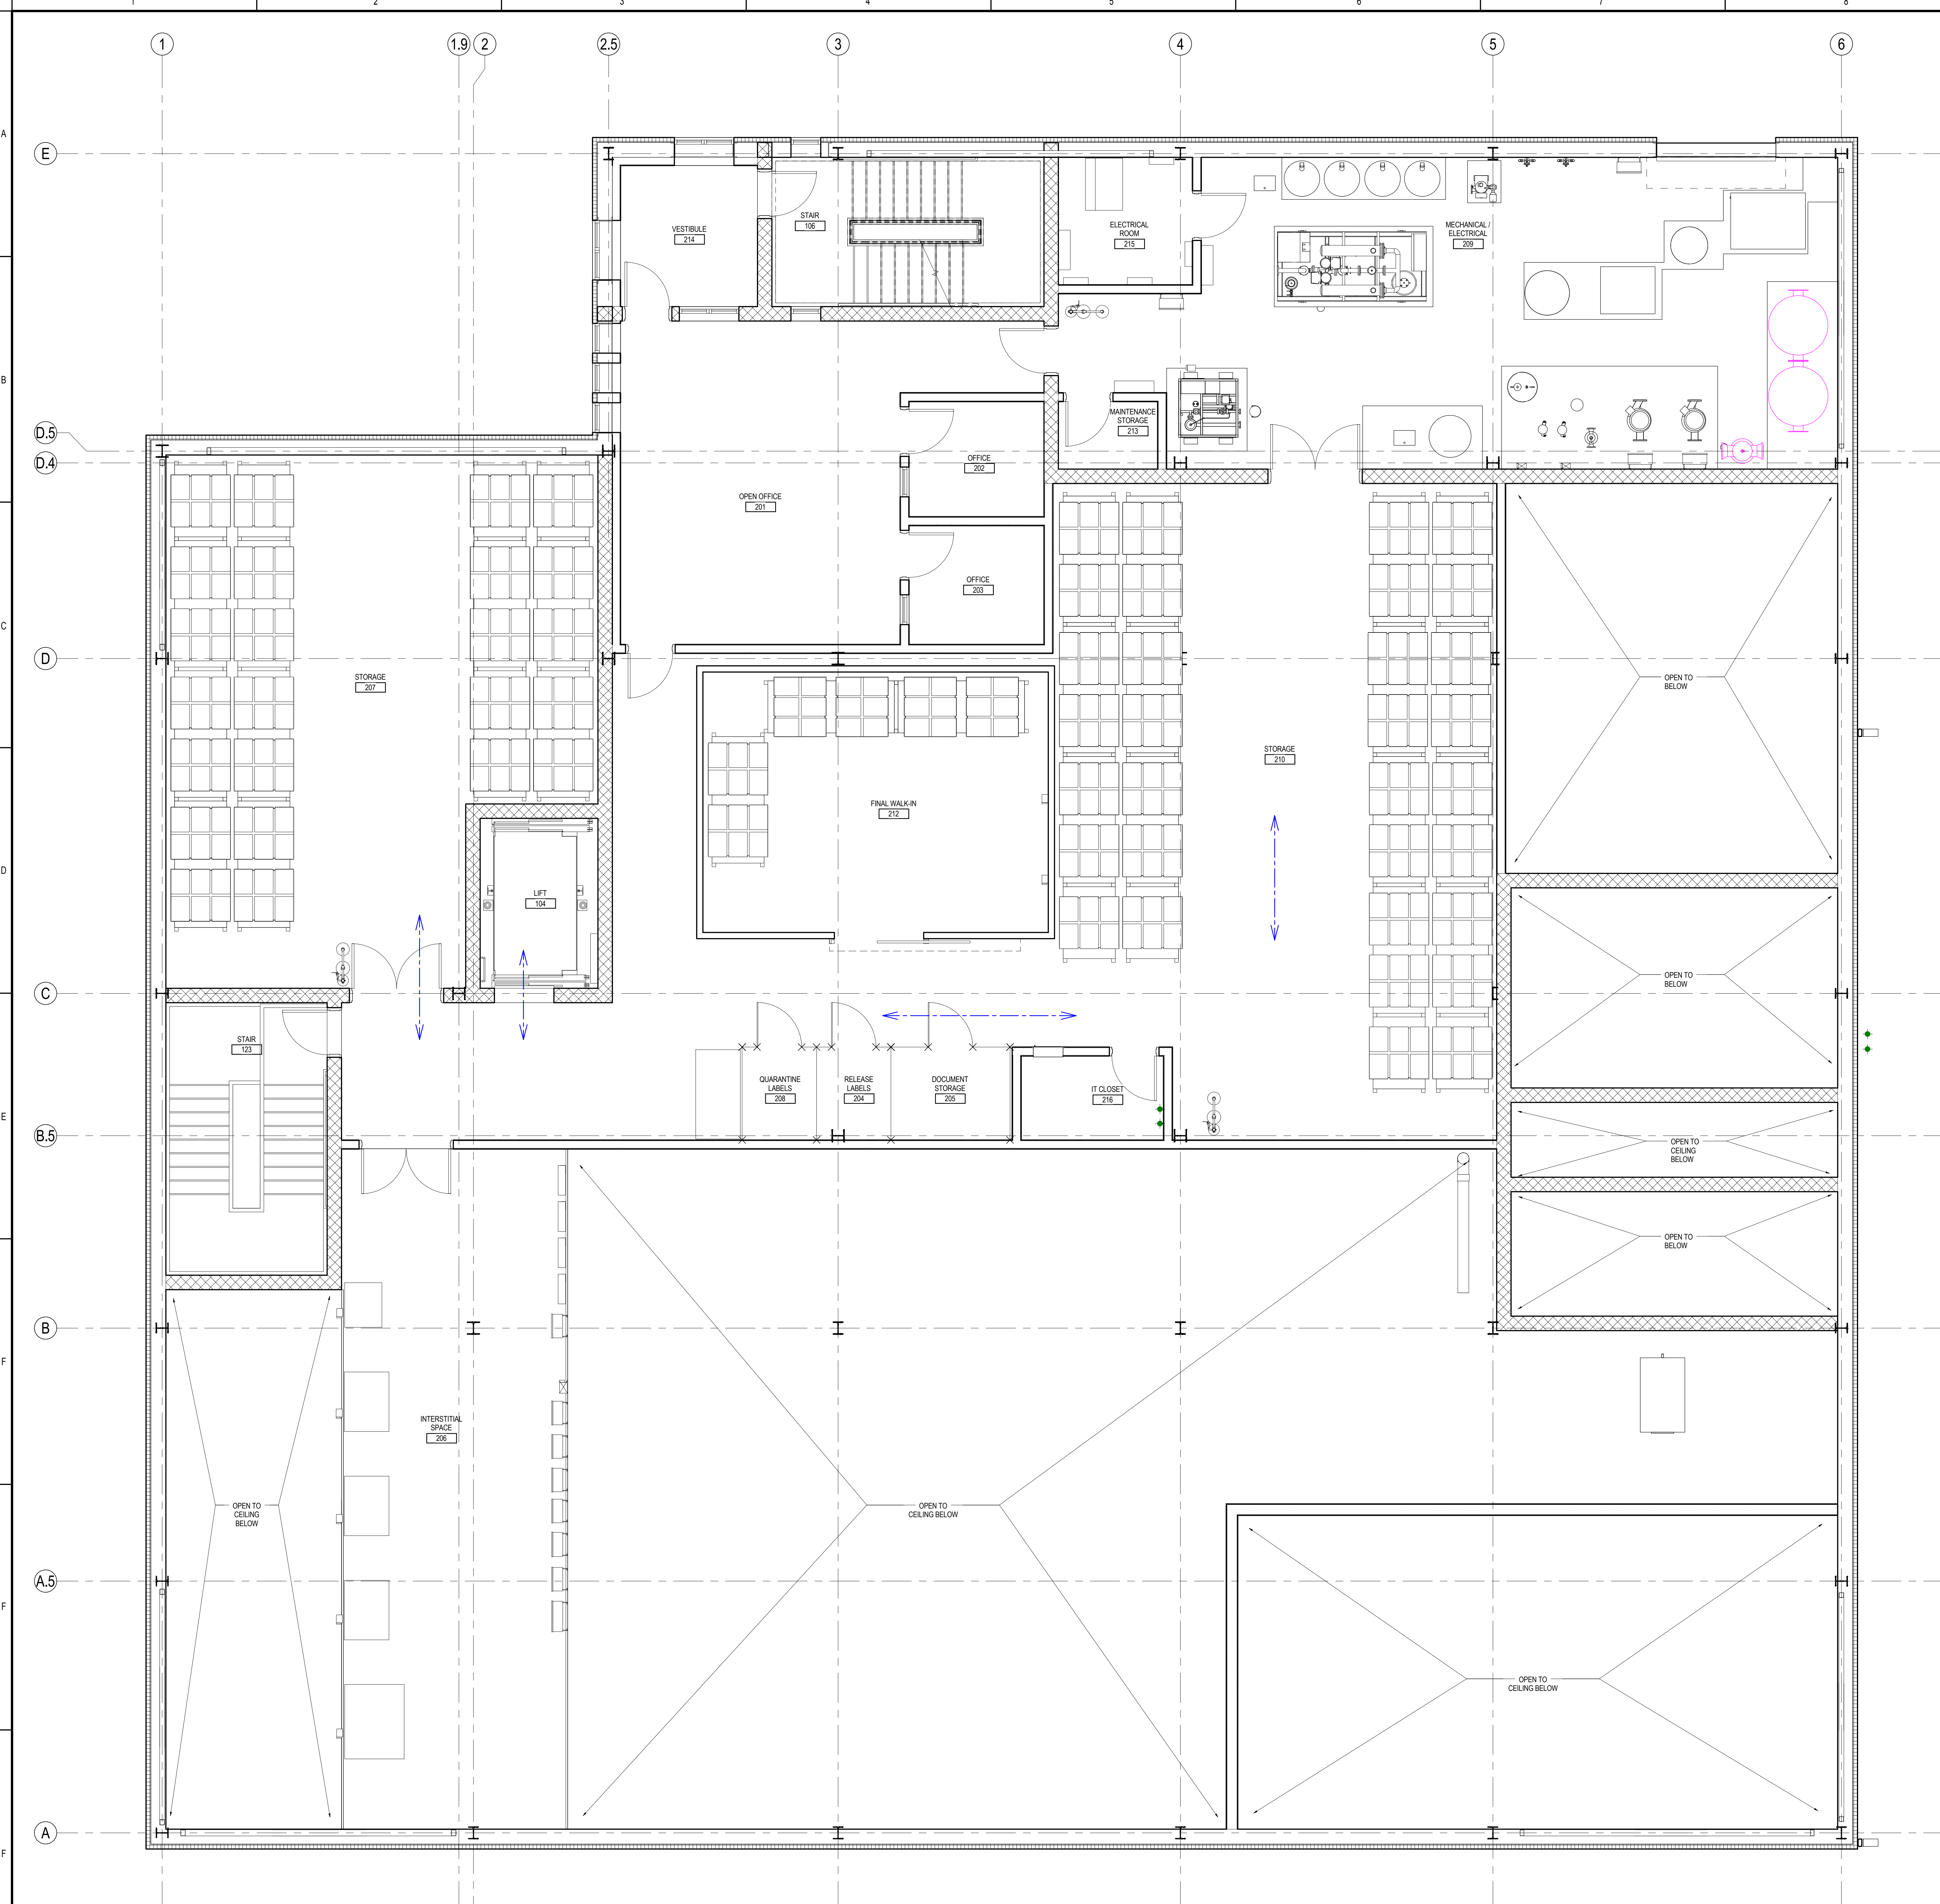 1 2 3 4 5 6 7 8
1 1.9 2 2.5 3 4 5 6
A
E
VESTIBULE
214
STAIR
106
ELECTRICAL
ROOM
215
MECHANICAL /
ELECTRICAL
209
B
D.5
D.4
MAINTENANCE
STORAGE
213
OFFICE
202
OPEN OFFICE
201
OFFICE
203
C
D
STORAGE
207
OPEN TO
BELOW
STORAGE
210
FINAL WALK-IN
212
D
LIFT
104
OPEN TO
BELOW
C
STAIR
123
QUARANTINE
LABELS
208
RELEASE
LABELS
204
DOCUMENT
STORAGE
205
IT CLOSET
216
E
B.5
OPEN TO
CEILING
BELOW
OPEN TO
BELOW
B
F
INTERSTITIAL
SPACE
206
OPEN TO
CEILING
BELOW
OPEN TO
CEILING BELOW
A.5
F
OPEN TO
CEILING BELOW
A
F